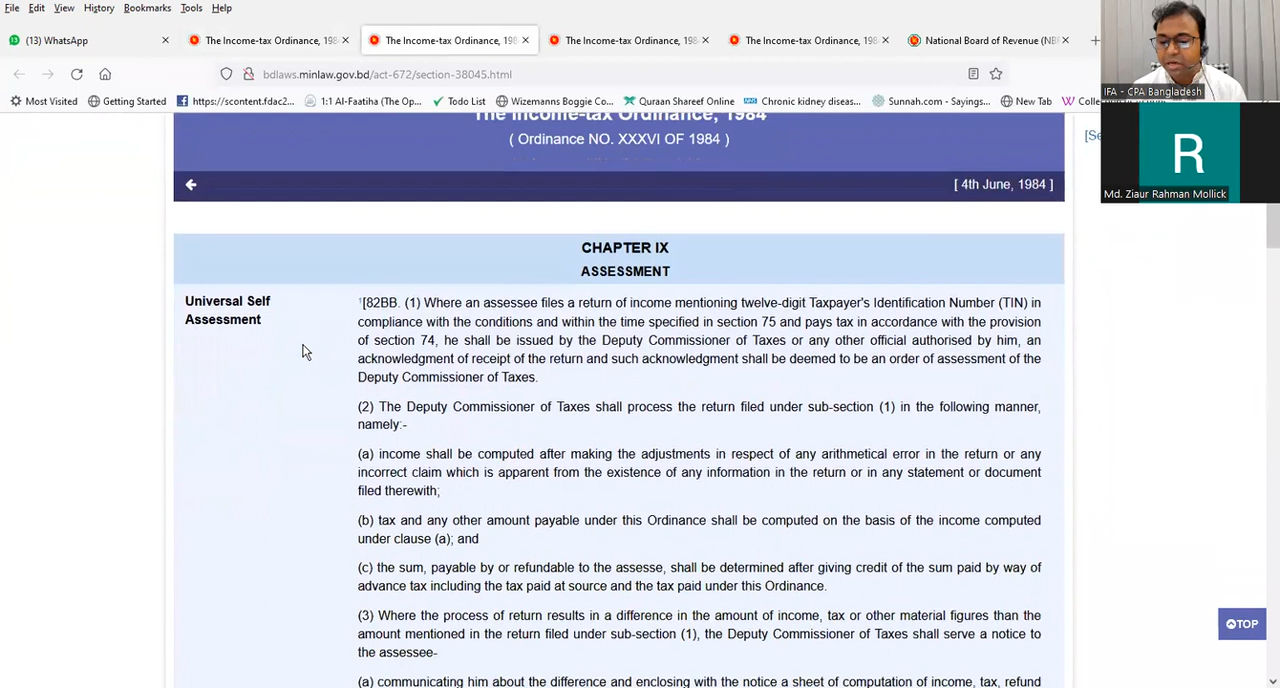 File Edit View History Bookmarks Tools Help
(13) WhatsApp
The Income-tax Ordinance, 198
The Income-tax Ordinance, 198
The Income-tax Ordinance, 198
The Income-tax Ordinance, 198
National Board of Revenue (NB
bdlaws.minlaw.gov.bd/act-672/section-38045.html
Most Visited
Getting Started
https://scontent.fdac2...
1:1 Al-Faatiha (The Op...
Todo List
Wizemanns Boggie Co...
Quraan Shareef Online
Chronic kidney diseas...
Sunnah.com - Sayings...
New Tab
IFA - CPA Bangladesh
R
Md. Ziaur Rahman Mollick
The Income-tax Ordinance, 1984
( Ordinance NO. XXXVI OF 1984 )
[ 4th June, 1984 ]
CHAPTER IX
ASSESSMENT
Universal Self
Assessment
1[82BB. (1) Where an assessee files a return of income mentioning twelve-digit Taxpayer's Identification Number (TIN) in
compliance with the conditions and within the time specified in section 75 and pays tax in accordance with the provision
of section 74, he shall be issued by the Deputy Commissioner of Taxes or any other official authorised by him, an
acknowledgment of receipt of the return and such acknowledgment shall be deemed to be an order of assessment of the
Deputy Commissioner of Taxes.
(2) The Deputy Commissioner of Taxes shall process the return filed under sub-section (1) in the following manner,
namely:-
(a) income shall be computed after making the adjustments in respect of any arithmetical error in the return or any
incorrect claim which is apparent from the existence of any information in the return or in any statement or document
filed therewith;
(b) tax and any other amount payable under this Ordinance shall be computed on the basis of the income computed
under clause (a); and
(c) the sum, payable by or refundable to the assesse, shall be determined after giving credit of the sum paid by way of
advance tax including the tax paid at source and the tax paid under this Ordinance.
(3) Where the process of return results in a difference in the amount of income, tax or other material figures than the
amount mentioned in the return filed under sub-section (1), the Deputy Commissioner of Taxes shall serve a notice to
the assessee-
(a) communicating him about the difference and enclosing with the notice a sheet of computation of income, tax, refund
TOP